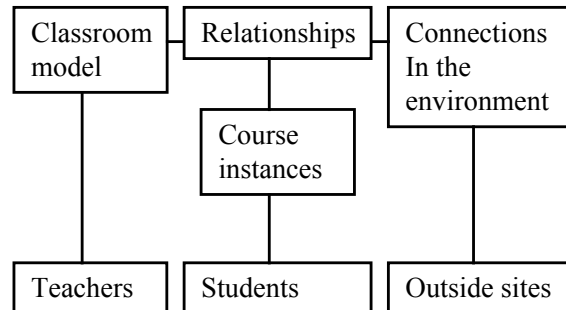 Classroom
model
Relationships
Connections
In the
environment
Course
instances
Teachers
Students
Outside sites